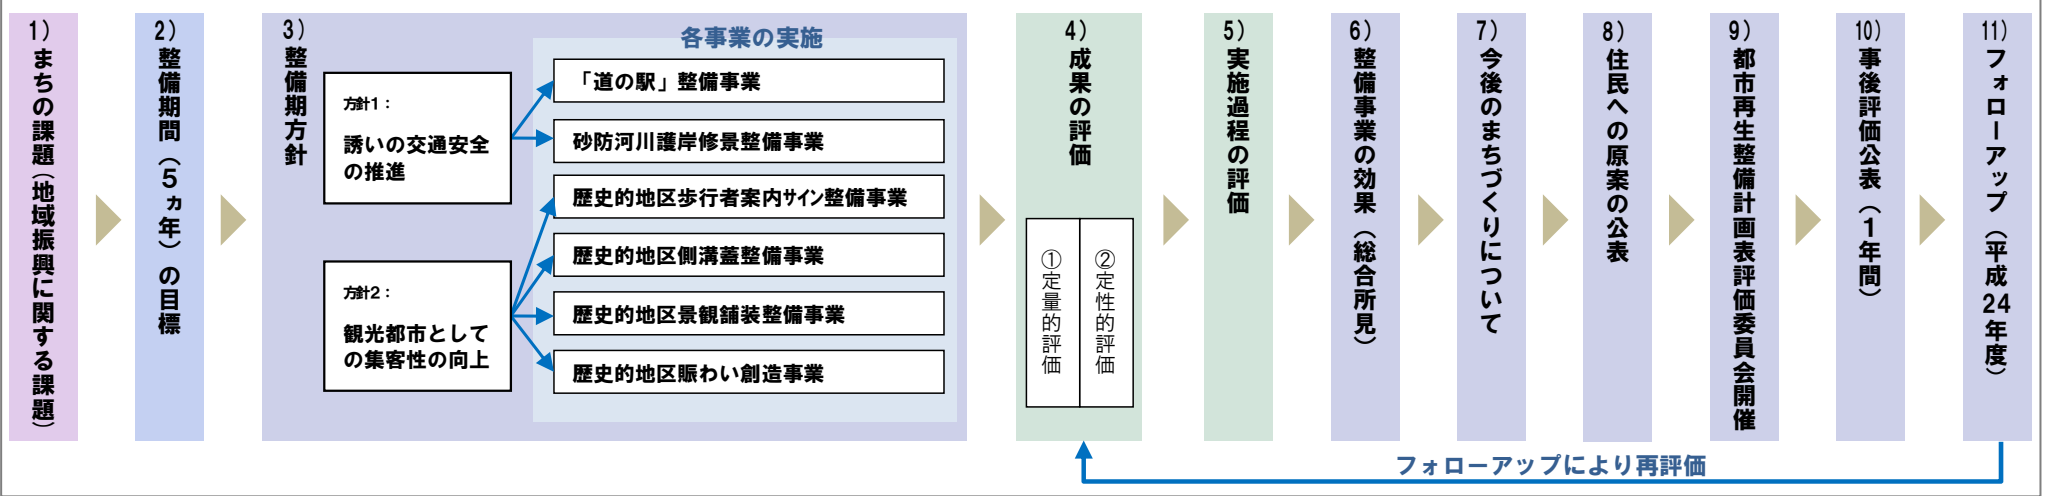 1）
まちの課題（地域振興に関する課題）
2）
整備期間（５ヵ年）の目標
3）
整備期方針
方針1：
誘いの交通安全
の推進
方針2：
観光都市として
の集客性の向上
各事業の実施
「道の駅」整備事業
砂防河川護岸修景整備事業
歴史的地区歩行者案内サイン整備事業
歴史的地区側溝蓋整備事業
歴史的地区景観舗装整備事業
歴史的地区賑わい創造事業
4）
成果の評価
①定量的評価
②定性的評価
5）
実施過程の評価
6）
整備事業の効果（総合所見）
7）
今後のまちづくりについて
8）
住民への原案の公表
9）
都市再生整備計画表評価委員会開催
10）
事後評価公表（１年間）
11）
フォローアップ（平成24年度）
フォローアップにより再評価